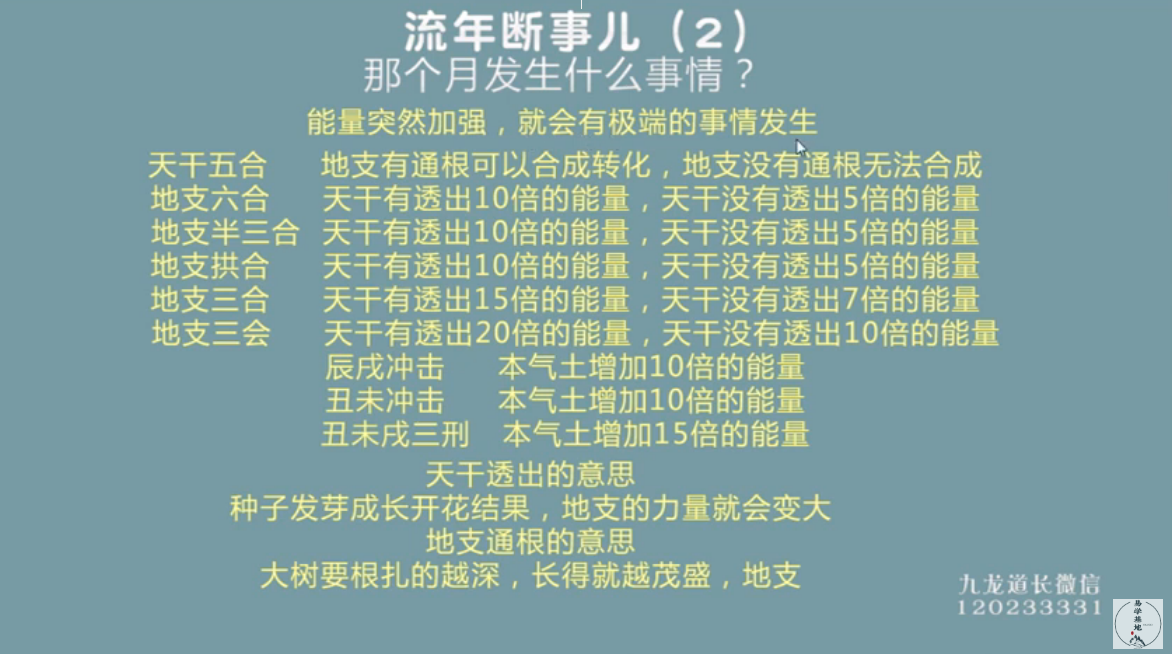 流年断事儿（2）
那个月发生什么事情？
能量突然加强，就会有极端的事情发生
天干五合 地支有通根可以合成转化，地支没有通根无法合成
地支六合 天干有透出10倍的能量，天干没有透出5倍的能量
地支半三合 天干有透出10倍的能量，天干没有透出5倍的能量
地支拱合 天干有透出10倍的能量，天干没有透出5倍的能量
地支三合 天干有透出15倍的能量，天干没有透出7倍的能量
地支三会 天干有透出20倍的能量，天干没有透出10倍的能量
辰戌冲击 本气土增加10倍的能量
丑未冲击 本气土增加10倍的能量
丑未戌三刑 本气土增加15倍的能量
天干透出的意思
种子发芽成长开花结果，地支的力量就会变大
地支通根的意思
大树要根扎的越深，长得就越茂盛，地支
九龙道长微信
120233331
易学基地